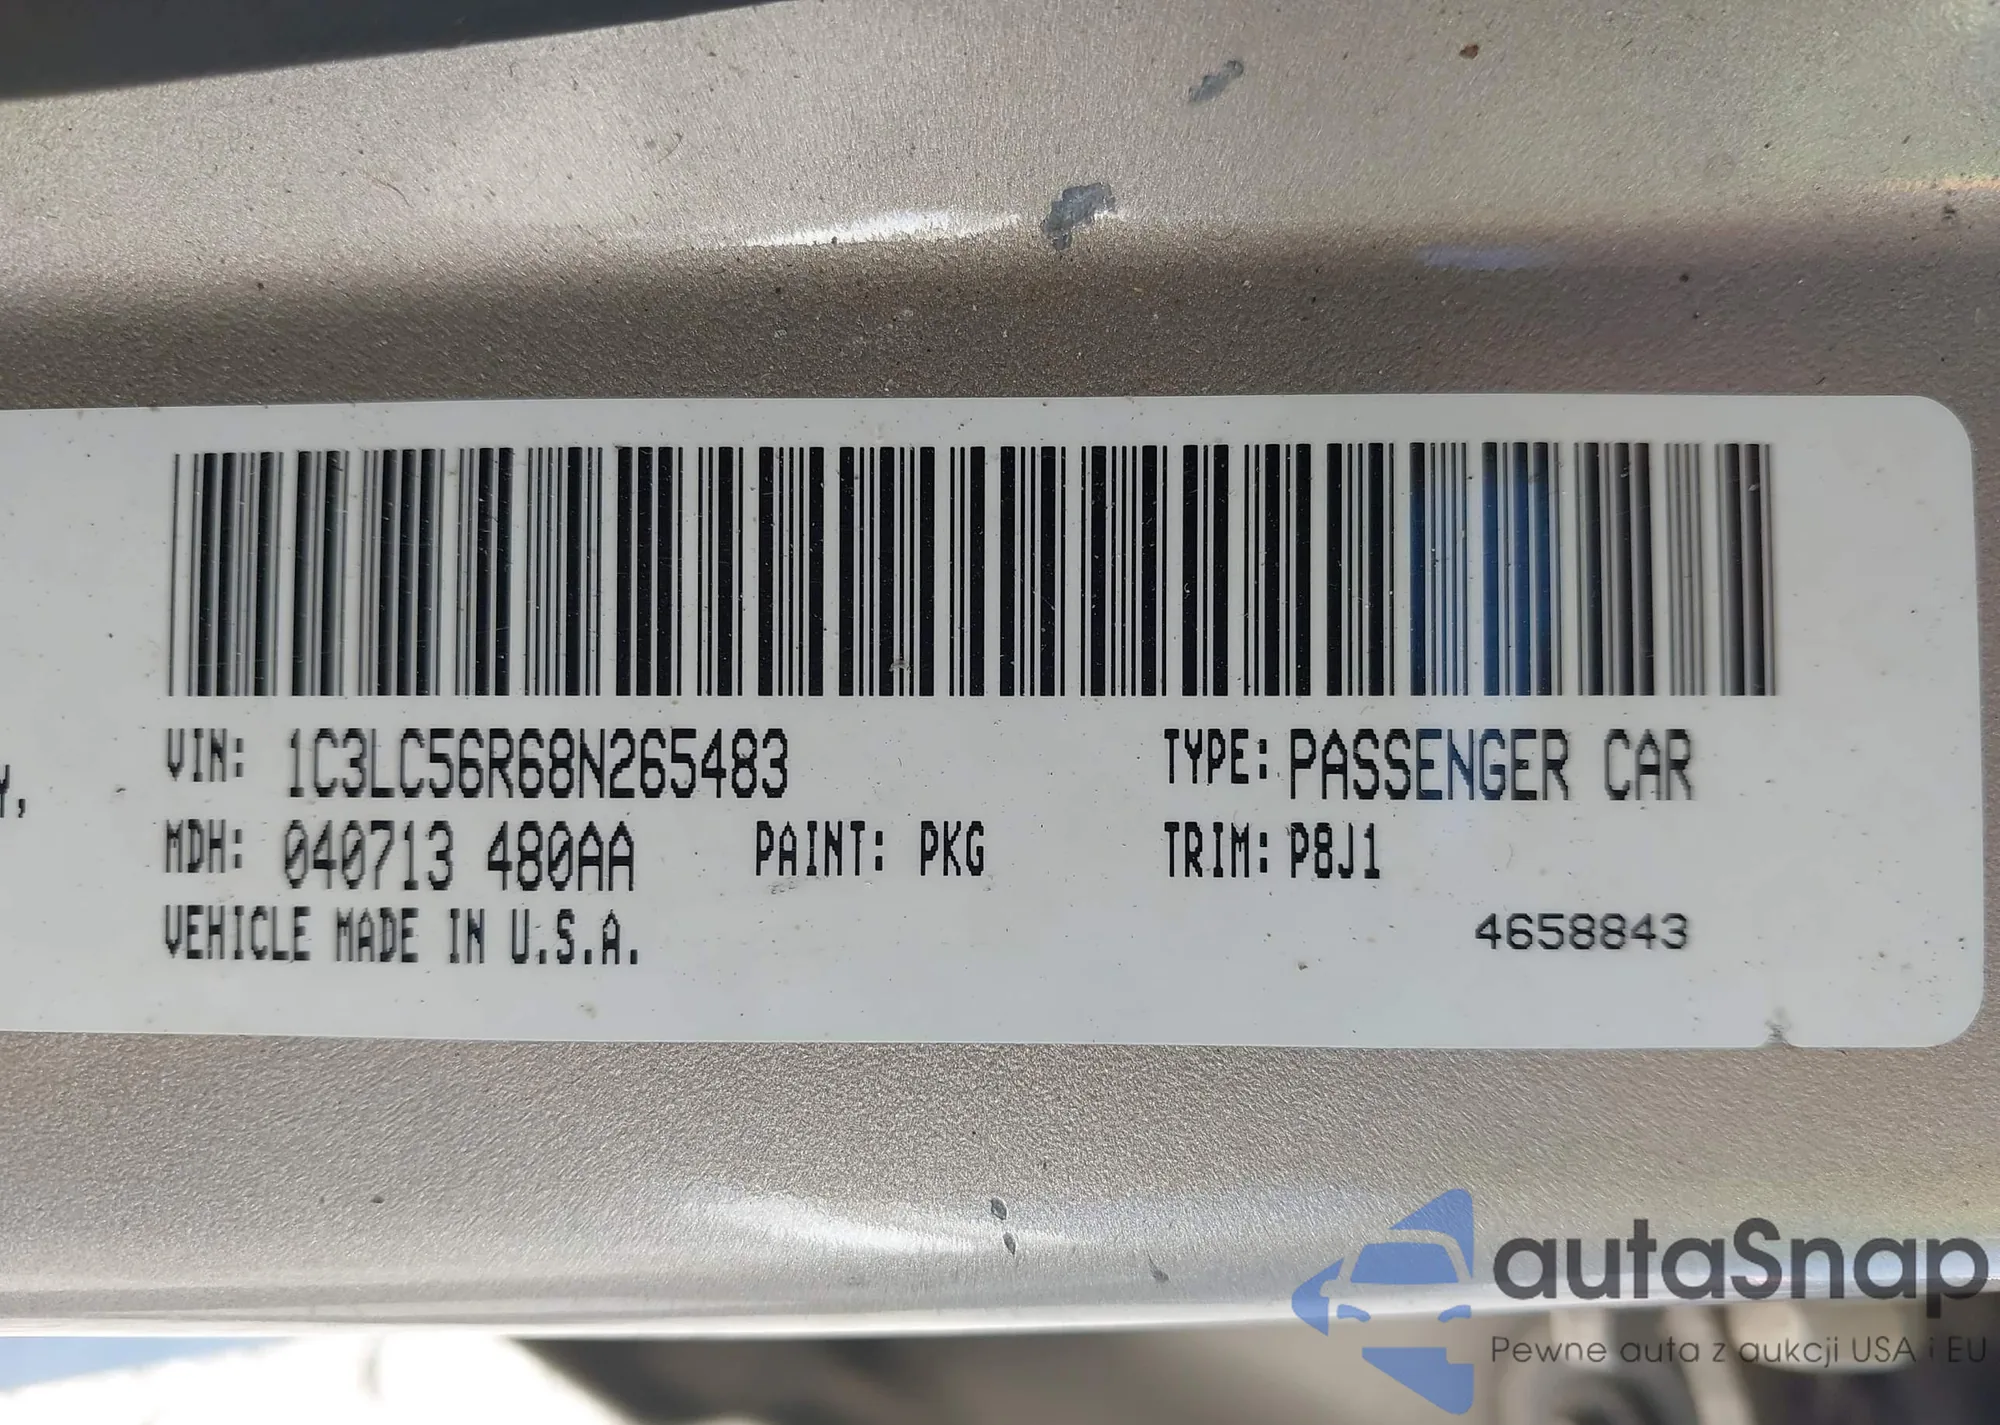 Y,
VIN: 1C3LC56R68N265483 TYPE: PASSENGER CAR
MDH: 040713 480AA PAINT: PKG TRIM: P8J1
VEHICLE MADE IN U.S.A. 4658843
autaSnap
Pewne auta z aukcji USA i EU